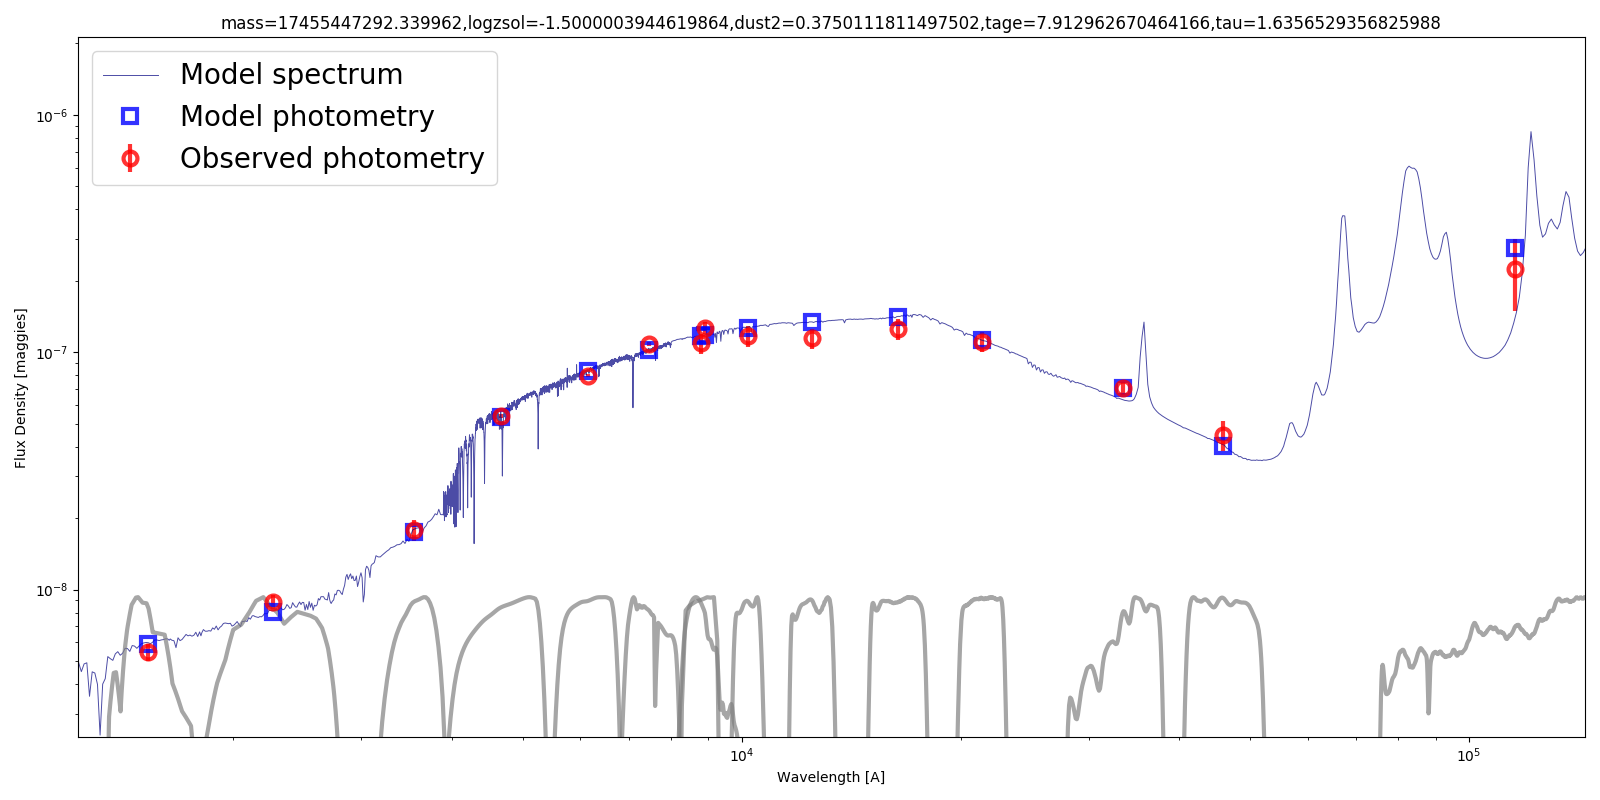 mass=17455447292.339962,logzsol=-1.5000003944619864,dust2=0.3750111811497502,tage=7.912962670464166,tau=1.6356529356825988
Model spectrum
Model photometry
Observed photometry
10⁻⁶
10⁻⁷
10⁻⁸
Flux Density [maggies]
10⁴
10⁵
Wavelength [A]